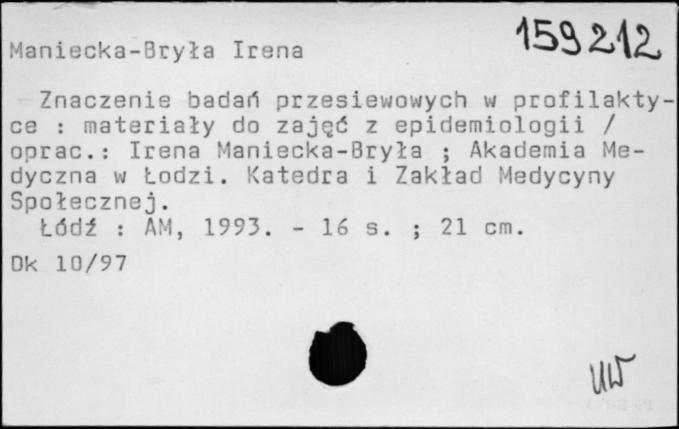 159212
Maniecka-Bryła Irena
Znaczenie badań przesiewowych w profilakty-
ce : materiały do zajęć z epidemiologii /
oprac.: Irena Maniecka-Bryła ; Akademia Me-
dyczna w Łodzi. Katedra i Zakład Medycyny
Społecznej.
Łódź : AM, 1993. - 16 s. ; 21 cm.
Dk 10/97
UW